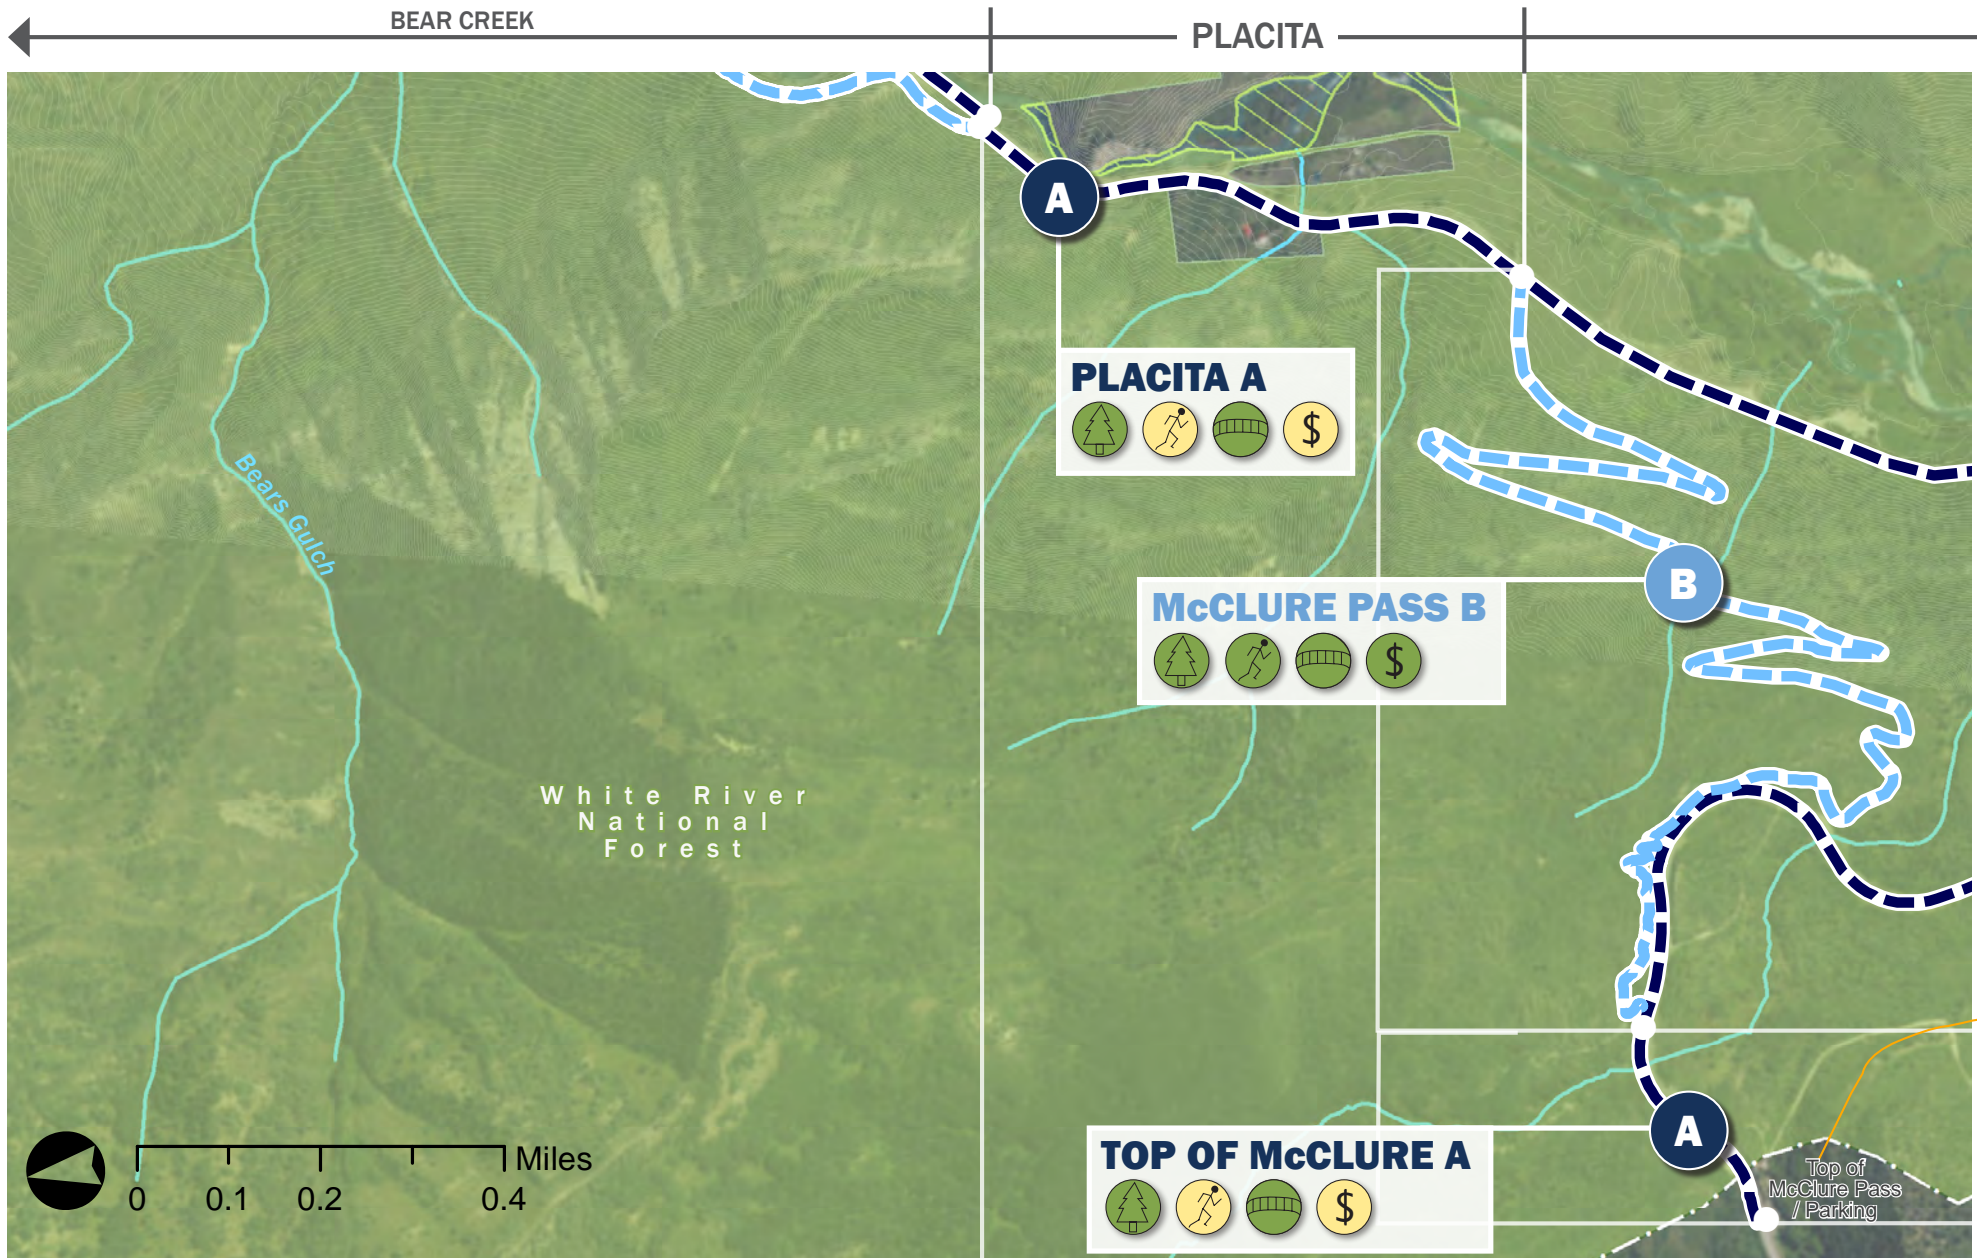 BEAR CREEK
PLACITA
A
PLACITA A
$
Bears Gulch
B
McCLURE PASS B
$
White River
National
Forest
A
TOP OF McCLURE A
$
Top of
McClure Pass
/ Parking
Miles
0 0.1 0.2 0.4